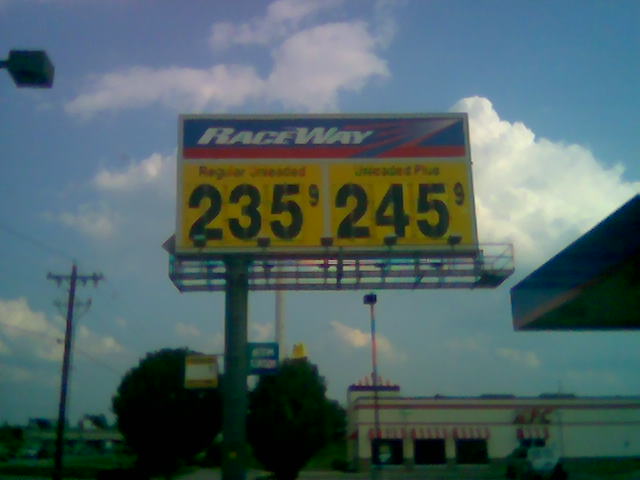 RACEWAY
Regular Unleaded
Unleaded Plus
235 9
245 9